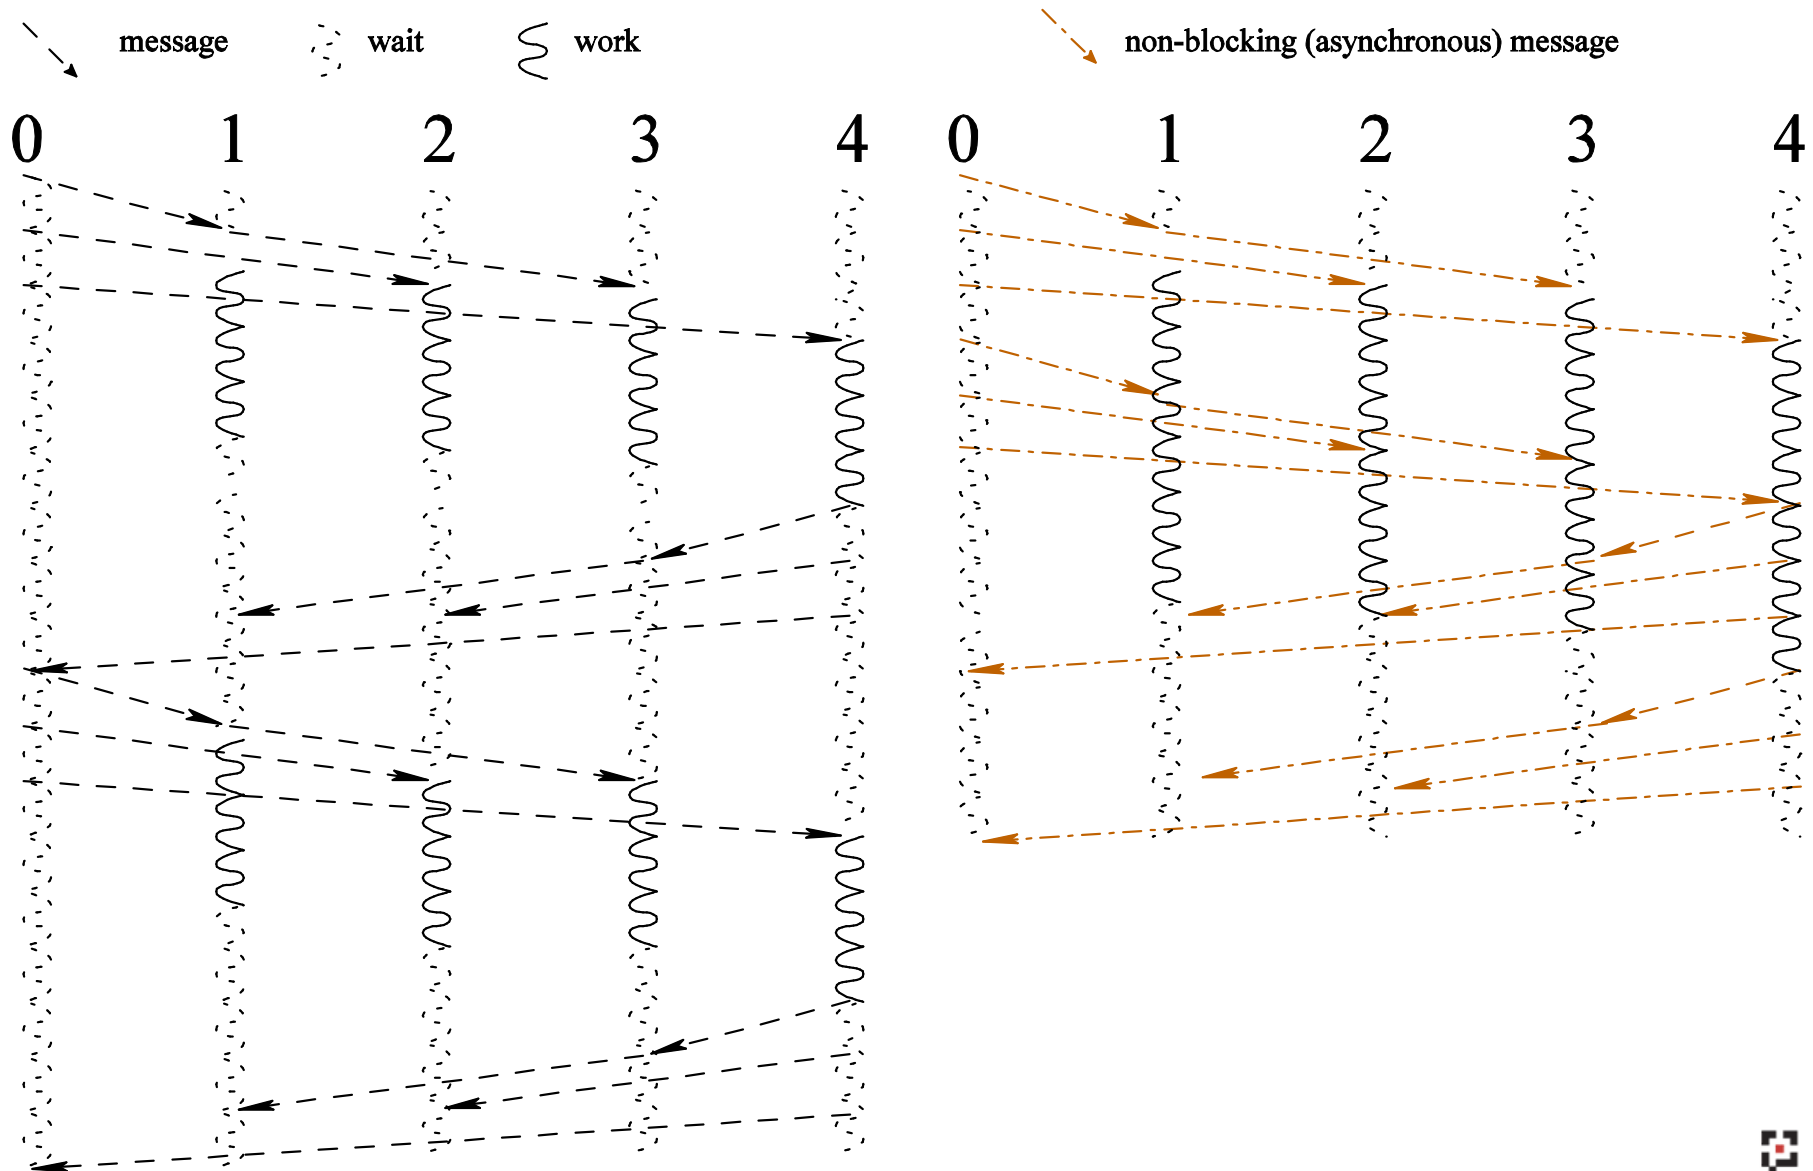 message wait work non-blocking (asynchronous) message
0 1 2 3 4 0 1 2 3 4